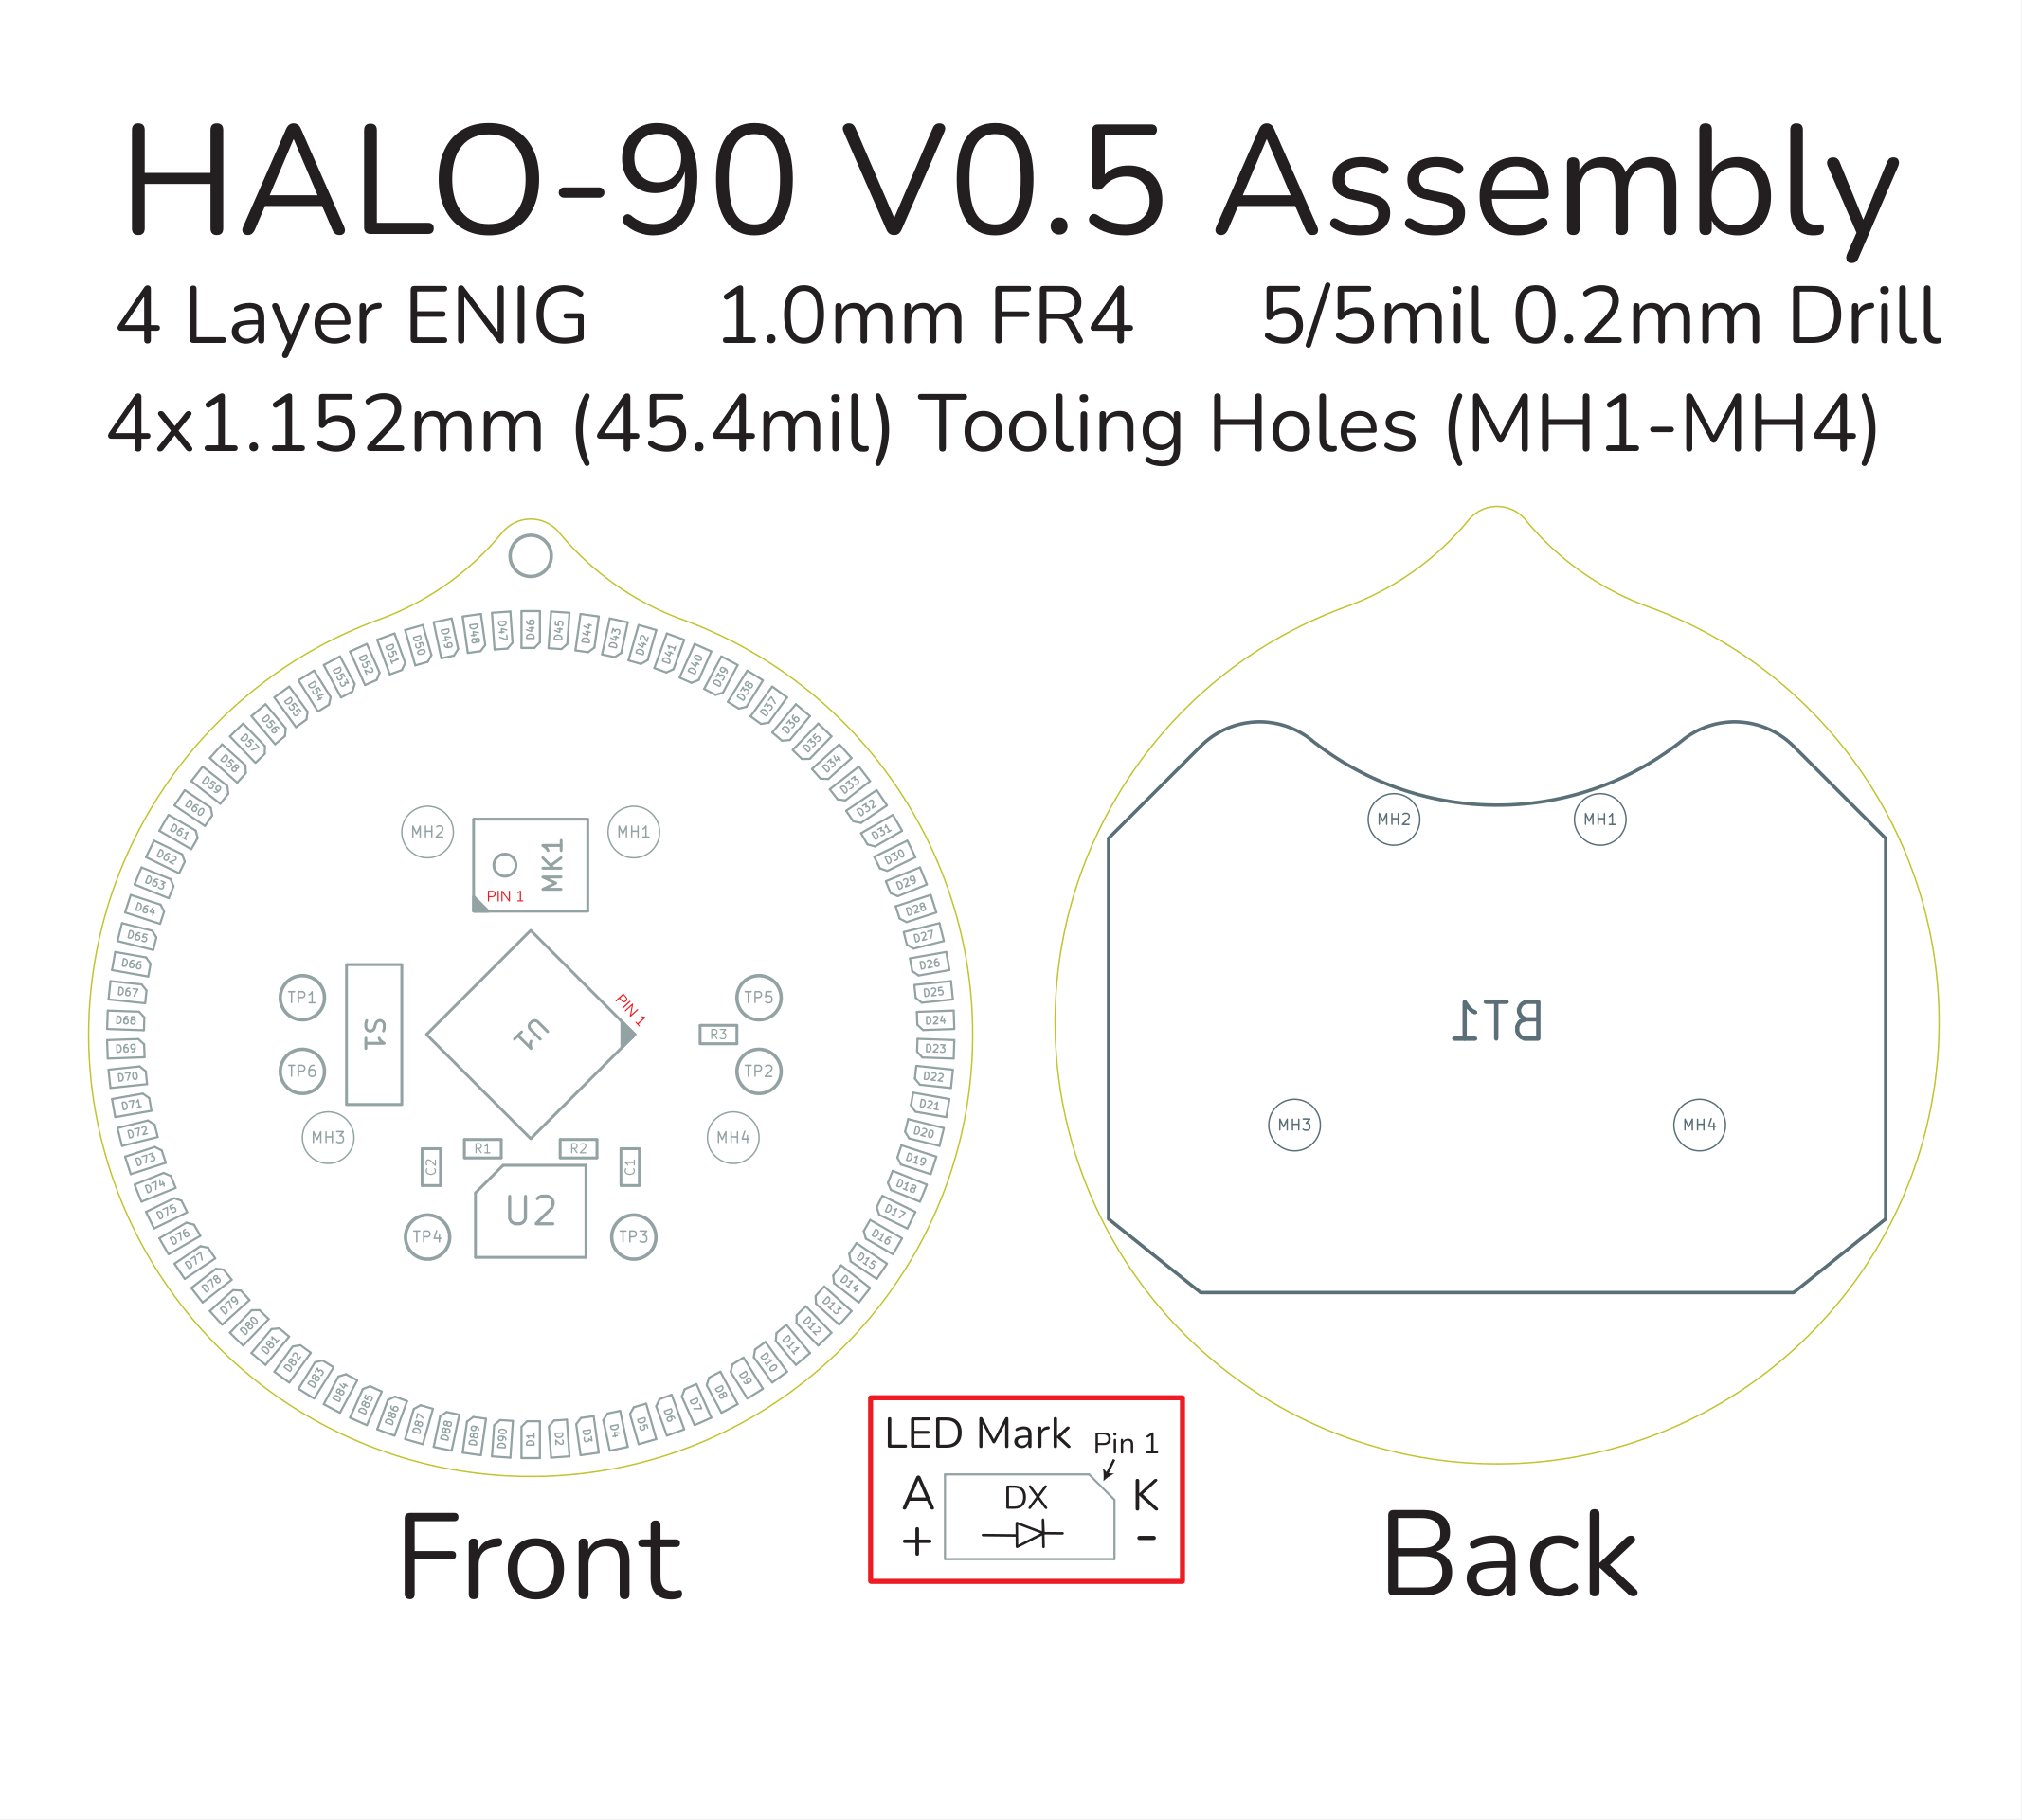 HALO-90 V0.5 Assembly
4 Layer ENIG 1.0mm FR4 5/5mil 0.2mm Drill
4x1.152mm (45.4mil) Tooling Holes (MH1-MH4)
D46
D45
D44
D43
D42
D41
D40
D39
D38
D37
D36
D35
D34
D33
D32
D31
D30
D29
D28
D27
D26
D25
D24
D23
D22
D21
D20
D19
D18
D17
D16
D15
D14
D13
D12
D11
D10
D9
D8
D7
D6
D5
D4
D3
D2
D1
D90
D89
D88
D87
D86
D85
D84
D83
D82
D81
D80
D79
D78
D77
D76
D75
D74
D73
D72
D71
D70
D69
D68
D67
D66
D65
D64
D63
D62
D61
D60
D59
D58
D57
D56
D55
D54
D53
D52
D51
D50
D49
D48
D47
MH2
MK1
MH1
PIN 1
TP1
S1
U1
PIN 1
R3
TP5
TP6
TP2
MH3
MH4
R1
R2
C2
C1
U2
TP4
TP3
MH2
MH1
BT1
MH3
MH4
LED Mark
Pin 1
A
DX
K
+
-
Front
Back